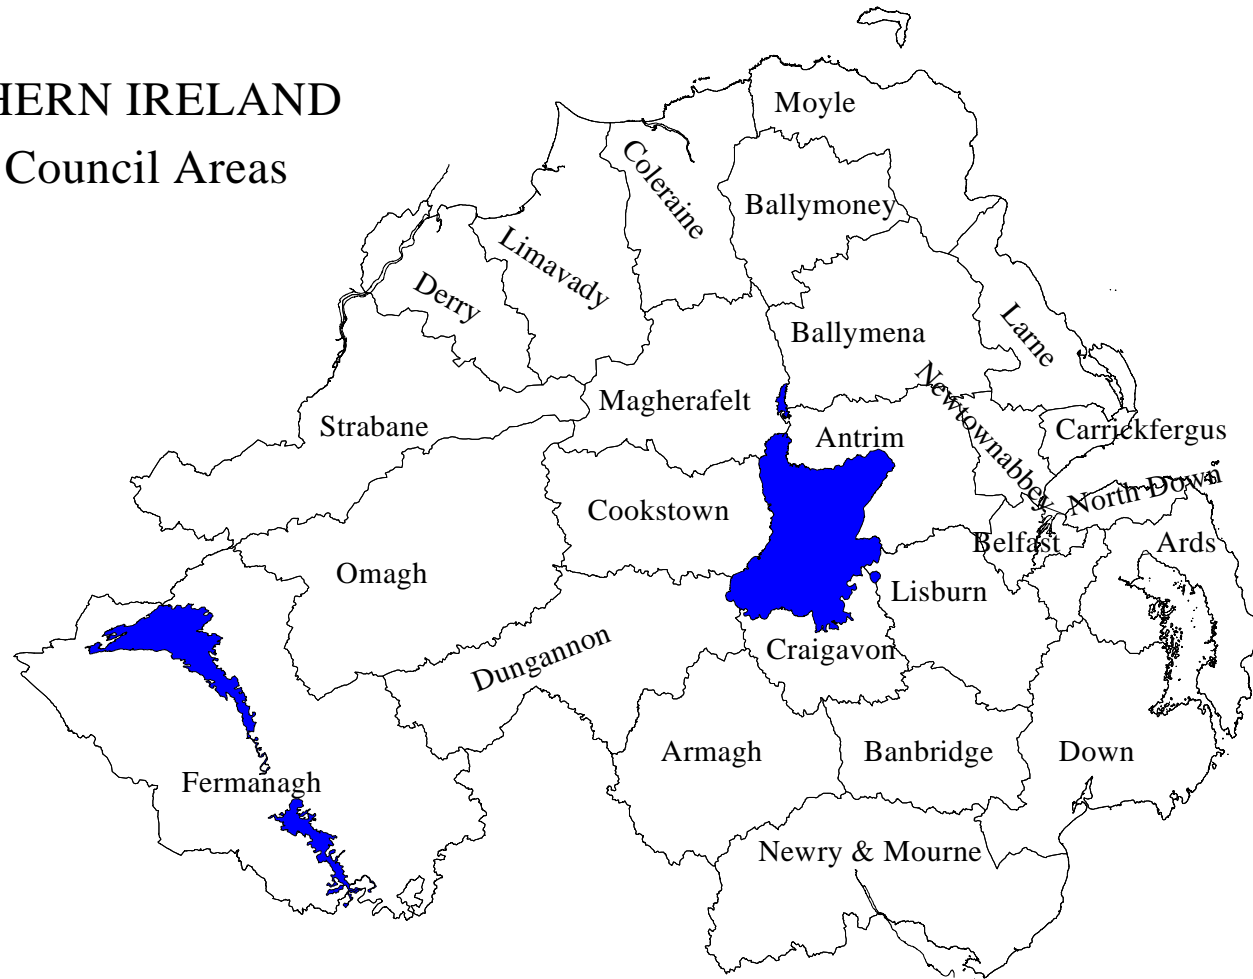 HERN IRELAND
Council Areas
Moyle
Coleraine
Ballymoney
Limavady
Derry
Larne
Ballymena
Newtownabbey
Magherafelt
Strabane
Antrim
Carrickfergus
North Down
Cookstown
Belfast
Ards
Omagh
Lisburn
Dungannon
Craigavon
Armagh
Banbridge
Down
Fermanagh
Newry & Mourne